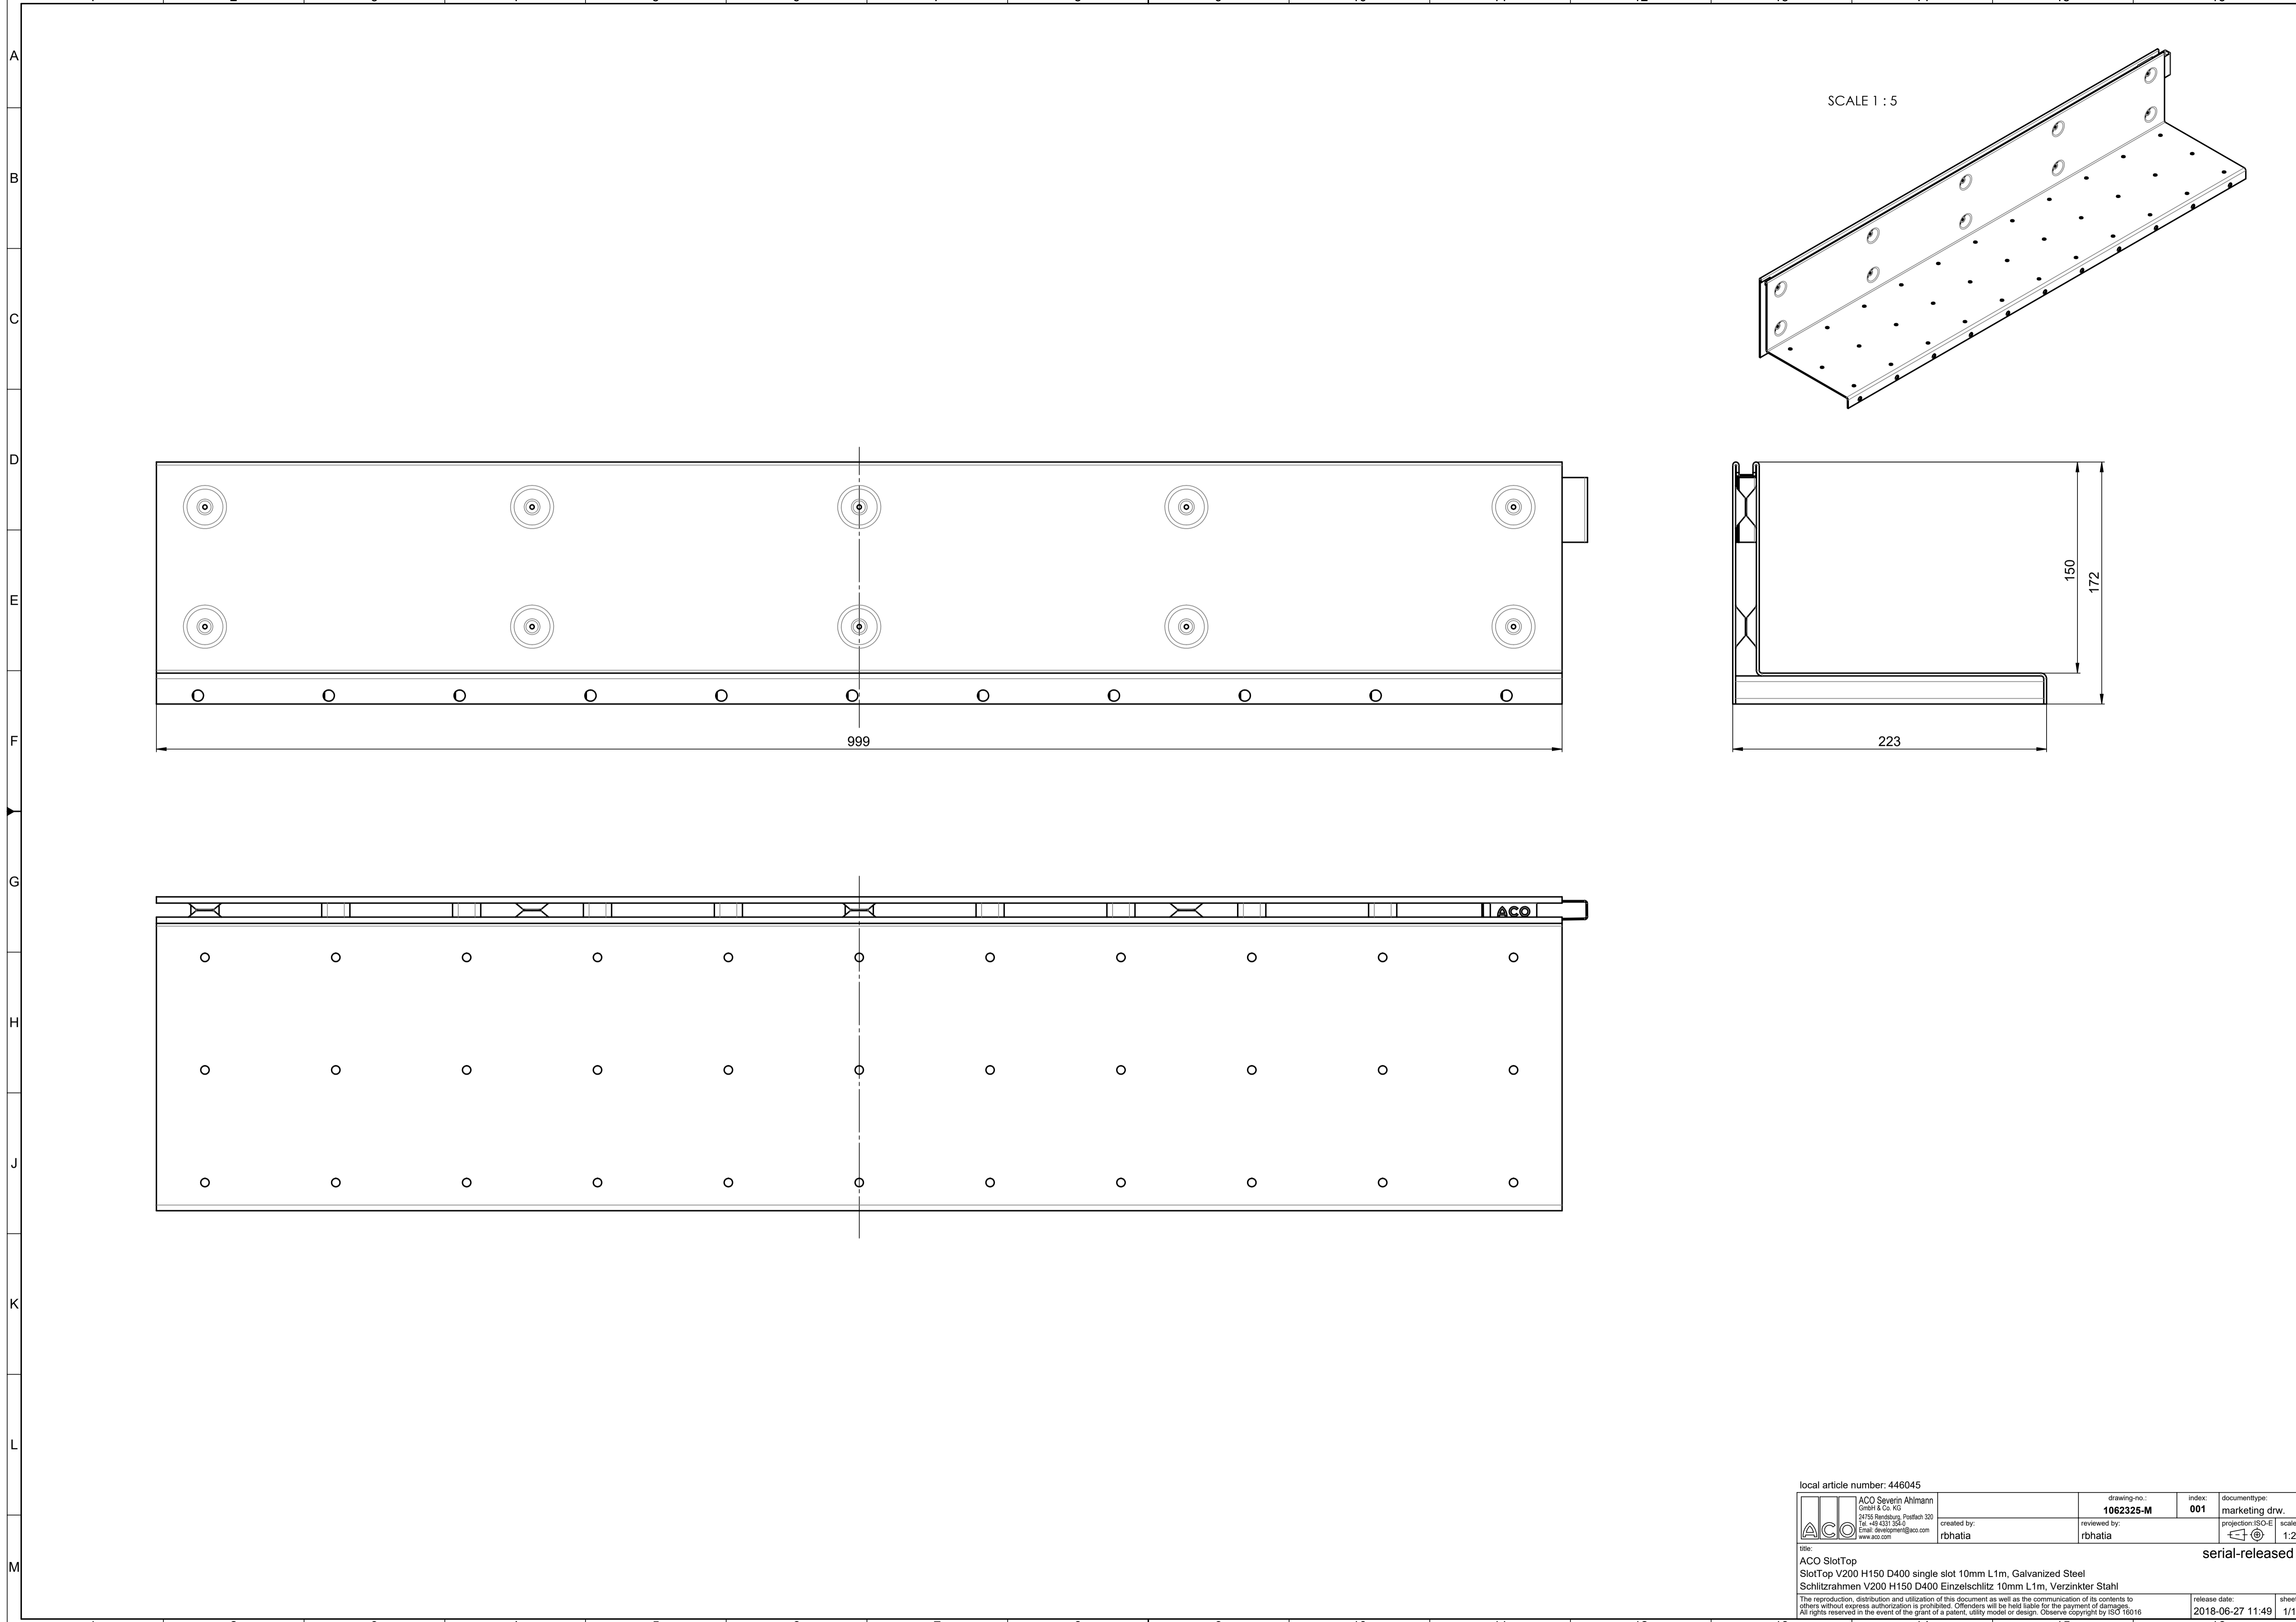 A
SCALE 1 : 5
B
C
D
E
150
172
F
999
223
G
ACO
H
J
K
L
local article number: 446045
ACO Severin Ahlmann
GmbH & Co. KG
24755 Rendsburg, Postfach 320
Tel. +49 4331 354-0
Email: development@aco.com
www.aco.com
ACO
drawing-no.:
1062325-M
index:
001
documenttype:
marketing drw.
created by:
rbhatia
reviewed by:
rbhatia
projection:ISO-E
scale
1:2
M
title:
serial-released
ACO SlotTop
SlotTop V200 H150 D400 single slot 10mm L1m, Galvanized Steel
Schlitzrahmen V200 H150 D400 Einzelschlitz 10mm L1m, Verzinkter Stahl
The reproduction, distribution and utilization of this document as well as the communication of its contents to
others without express authorization is prohibited. Offenders will be held liable for the payment of damages.
All rights reserved in the event of the grant of a patent, utility model or design. Observe copyright by ISO 16016
release date:
2018-06-27 11:49
1/1